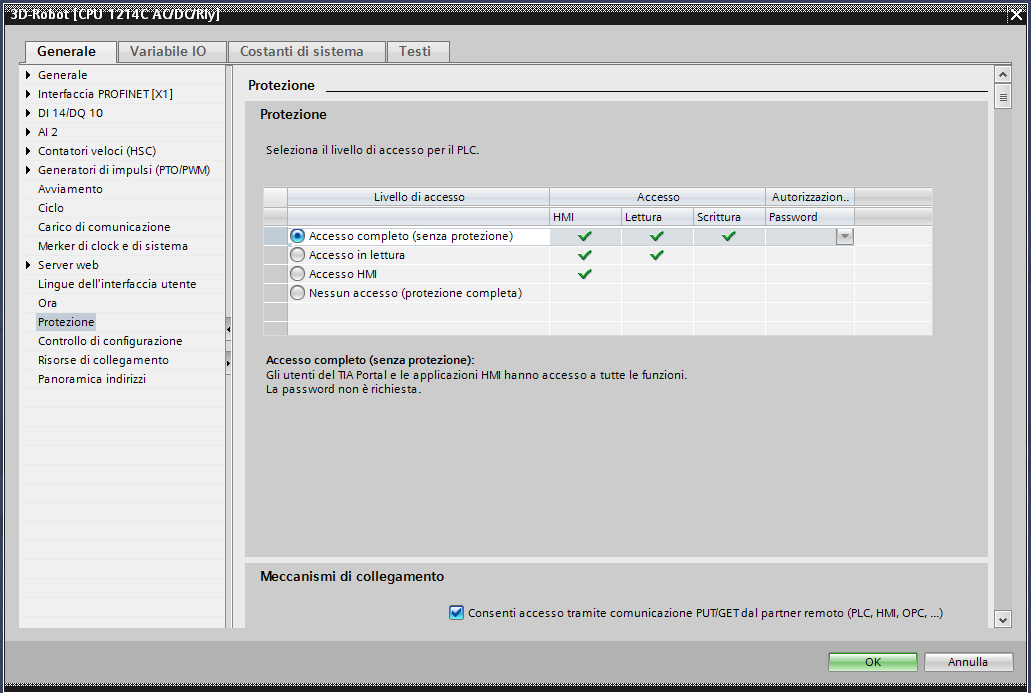 3D-Robot [CPU 1214C AC/DC/Rly]
Generale
Variabile IO
Costanti di sistema
Testi
Generale
Interfaccia PROFINET [X1]
DI 14/DQ 10
AI 2
Contatori veloci (HSC)
Generatori di impulsi (PTO/PWM)
Avviamento
Ciclo
Carico di comunicazione
Merker di clock e di sistema
Server web
Lingue dell'interfaccia utente
Ora
Protezione
Controllo di configurazione
Risorse di collegamento
Panoramica indirizzi
Protezione
Protezione
Seleziona il livello di accesso per il PLC.
Livello di accesso Accesso Autorizzazion..
HMI Lettura Scrittura Password
Accesso completo (senza protezione)
Accesso in lettura
Accesso HMI
Nessun accesso (protezione completa)
Accesso completo (senza protezione):
Gli utenti del TIA Portal e le applicazioni HMI hanno accesso a tutte le funzioni.
La password non è richiesta.
Meccanismi di collegamento
Consenti accesso tramite comunicazione PUT/GET dal partner remoto (PLC, HMI, OPC, ...)
OK
Annulla